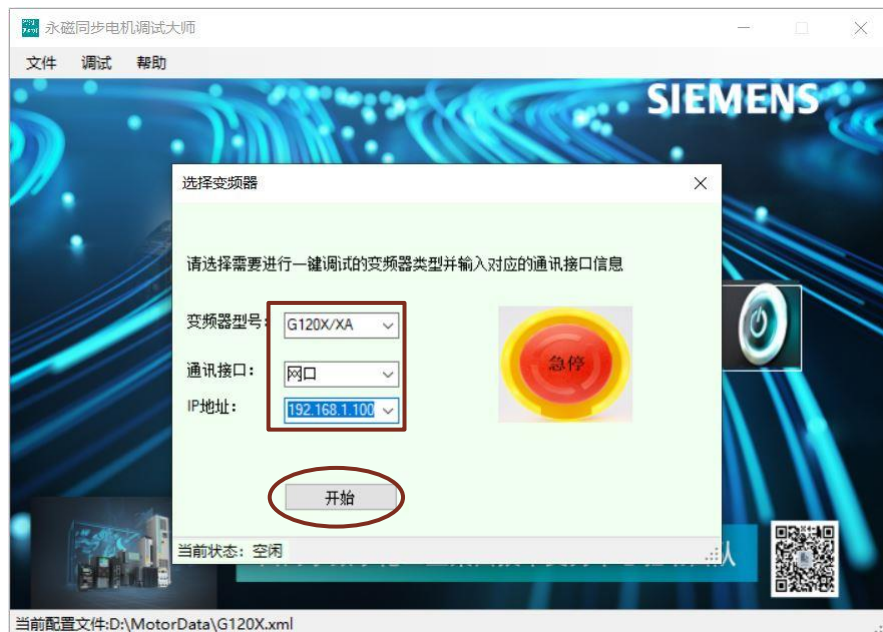 永磁同步电机调试大师
文件 调试 帮助
SIEMENS
选择变频器
请选择需要进行一键调试的变频器类型并输入对应的通讯接口信息
变频器型号:
G120X/XA
通讯接口:
网口
IP地址:
192.168.1.100
急停
开始
当前状态: 空闲
当前配置文件:D:\MotorData\G120X.xml